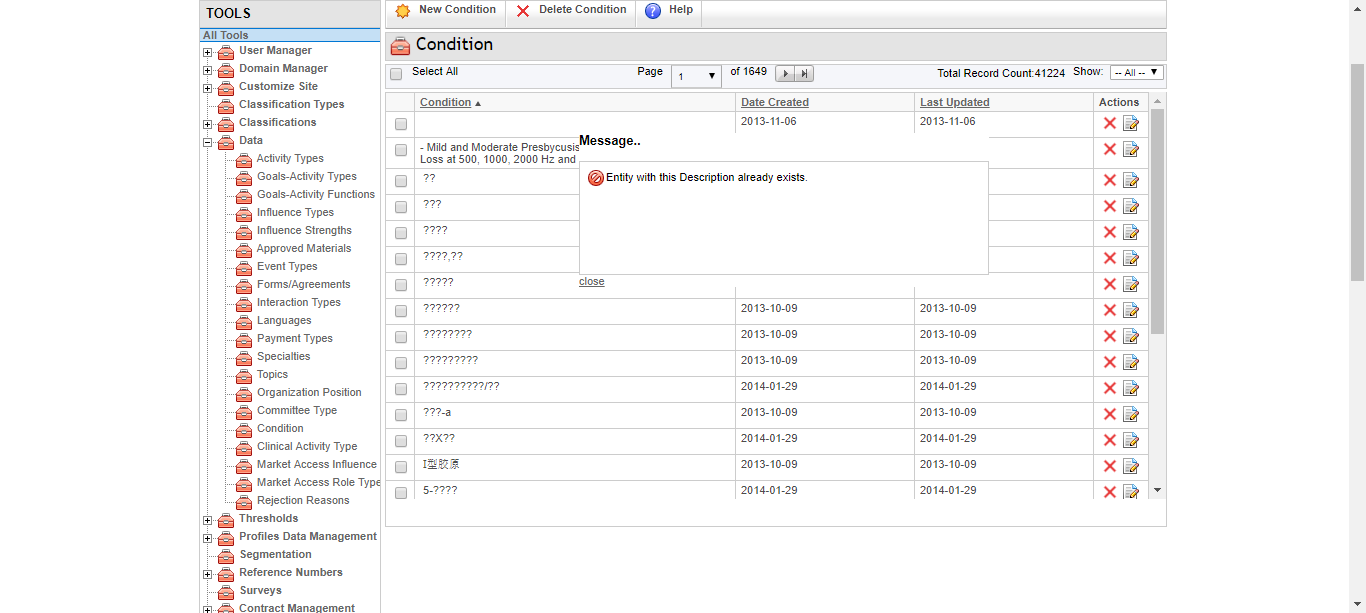 TOOLS
All Tools
User Manager
Domain Manager
Customize Site
Classification Types
Classifications
Data
Activity Types
Goals-Activity Types
Goals-Activity Functions
Influence Types
Influence Strengths
Approved Materials
Event Types
Forms/Agreements
Interaction Types
Languages
Payment Types
Specialties
Topics
Organization Position
Committee Type
Condition
Clinical Activity Type
Market Access Influence
Market Access Role Type
Rejection Reasons
Thresholds
Profiles Data Management
Segmentation
Reference Numbers
Surveys
Contract Management
New Condition Delete Condition Help
Condition
Select All Page 1 of 1649 Total Record Count:41224 Show: -- All --
Condition Date Created Last Updated Actions
2013-11-06 2013-11-06
- Mild and Moderate Presbycusis
Loss at 500, 1000, 2000 Hz and
Message..
Entity with this Description already exists.
close
??
???
????
????,??
?????
?????? 2013-10-09 2013-10-09
???????? 2013-10-09 2013-10-09
????????? 2013-10-09 2013-10-09
??????????/?? 2014-01-29 2014-01-29
???-a 2013-10-09 2013-10-09
??X?? 2014-01-29 2014-01-29
I型胶原 2013-10-09 2013-10-09
5-???? 2014-01-29 2014-01-29